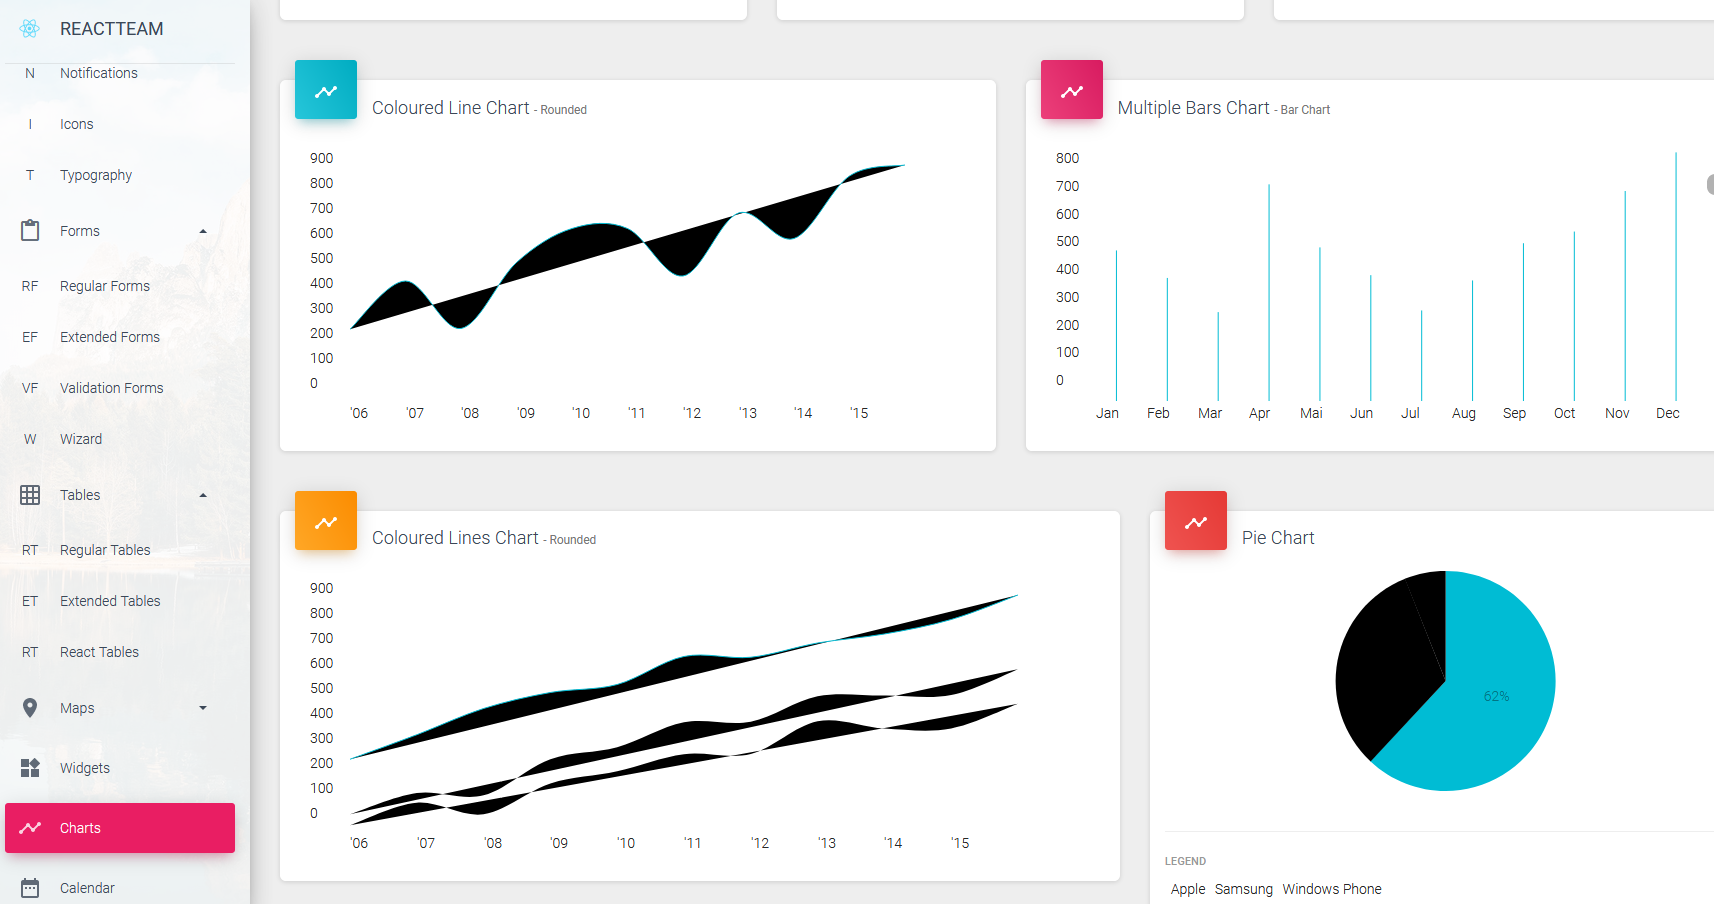 REACTTEAM
N Notifications
I Icons
T Typography
Forms
RF Regular Forms
EF Extended Forms
VF Validation Forms
W Wizard
Tables
RT Regular Tables
ET Extended Tables
RT React Tables
Maps
Widgets
Charts
Calendar
Coloured Line Chart - Rounded
900
800
700
600
500
400
300
200
100
0
'06 '07 '08 '09 '10 '11 '12 '13 '14 '15
Multiple Bars Chart - Bar Chart
800
700
600
500
400
300
200
100
0
Jan Feb Mar Apr Mai Jun Jul Aug Sep Oct Nov Dec
Coloured Lines Chart - Rounded
900
800
700
600
500
400
300
200
100
0
'06 '07 '08 '09 '10 '11 '12 '13 '14 '15
Pie Chart
62%
LEGEND
Apple Samsung Windows Phone